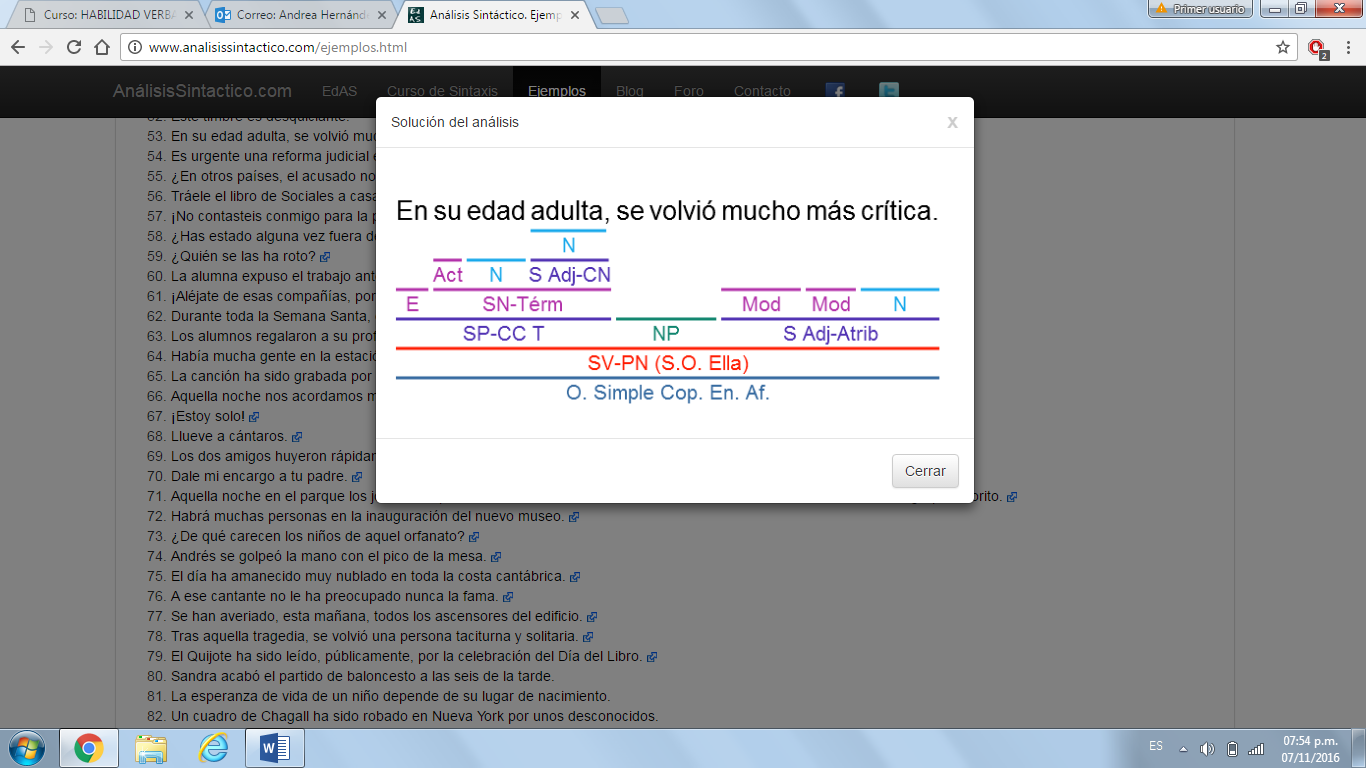 Curso: HABILIDAD VERBA
Correo: Andrea Hernánde
Análisis Sintáctico. Ejemp
Primer usuario
www.analisissintactico.com/ejemplos.html
2
AnálisisSintactico.com EdAS Curso de Sintaxis Ejemplos Blog Foro Contacto
Solución del análisis x
En su edad adulta, se volvió mucho más crítica.
N
Act N S Adj-CN
E SN-Térm Mod Mod N
SP-CC T NP S Adj-Atrib
SV-PN (S.O. Ella)
O. Simple Cop. En. Af.
Cerrar
52. Este timbre es desquiciante.
53. En su edad adulta, se volvió muc
54. Es urgente una reforma judicial e
55. ¿En otros países, el acusado no
56. Tráele el libro de Sociales a casa
57. ¡No contasteis conmigo para la p
58. ¿Has estado alguna vez fuera de
59. ¿Quién se las ha roto?
60. La alumna expuso el trabajo ante
61. ¡Aléjate de esas compañías, por
62. Durante toda la Semana Santa,
63. Los alumnos regalaron a su prof
64. Había mucha gente en la estació
65. La canción ha sido grabada por
66. Aquella noche nos acordamos m
67. ¡Estoy solo!
68. Llueve a cántaros.
69. Los dos amigos huyeron rápidan
70. Dale mi encargo a tu padre.
71. Aquella noche en el parque los j orito.
72. Habrá muchas personas en la inauguración del nuevo museo.
73. ¿De qué carecen los niños de aquel orfanato?
74. Andrés se golpeó la mano con el pico de la mesa.
75. El día ha amanecido muy nublado en toda la costa cantábrica.
76. A ese cantante no le ha preocupado nunca la fama.
77. Se han averiado, esta mañana, todos los ascensores del edificio.
78. Tras aquella tragedia, se volvió una persona taciturna y solitaria.
79. El Quijote ha sido leído, públicamente, por la celebración del Día del Libro.
80. Sandra acabó el partido de baloncesto a las seis de la tarde.
81. La esperanza de vida de un niño depende de su lugar de nacimiento.
82. Un cuadro de Chagall ha sido robado en Nueva York por unos desconocidos.
ES
07:54 p.m.
07/11/2016